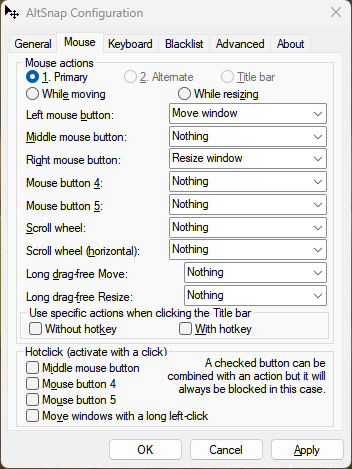 AltSnap Configuration
General Mouse Keyboard Blacklist Advanced About
Mouse actions
1. Primary 2. Alternate Title bar
While moving While resizing
Left mouse button: Move window
Middle mouse button: Nothing
Right mouse button: Resize window
Mouse button 4: Nothing
Mouse button 5: Nothing
Scroll wheel: Nothing
Scroll wheel (horizontal): Nothing
Long drag-free Move: Nothing
Long drag-free Resize: Nothing
Use specific actions when clicking the Title bar
Without hotkey With hotkey
Hotclick (activate with a click)
Middle mouse button
Mouse button 4
Mouse button 5
Move windows with a long left-click
A checked button can be
combined with an action but it will
always be blocked in this case.
OK Cancel Apply